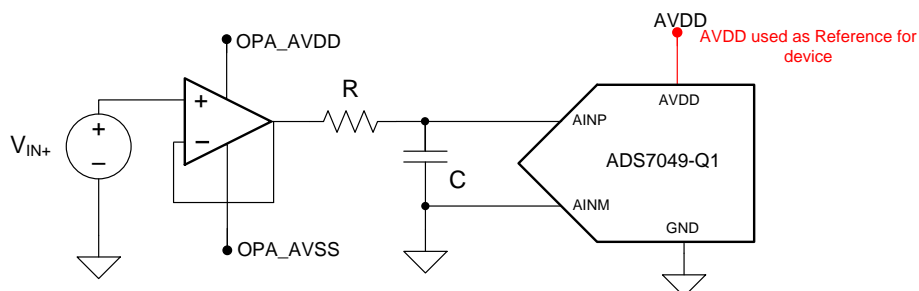 OPA_AVDD
AVDD
AVDD used as Reference for
device
R
AVDD
+
+
AINP
VIN+
−
−
ADS7049-Q1
C
AINM
GND
OPA_AVSS